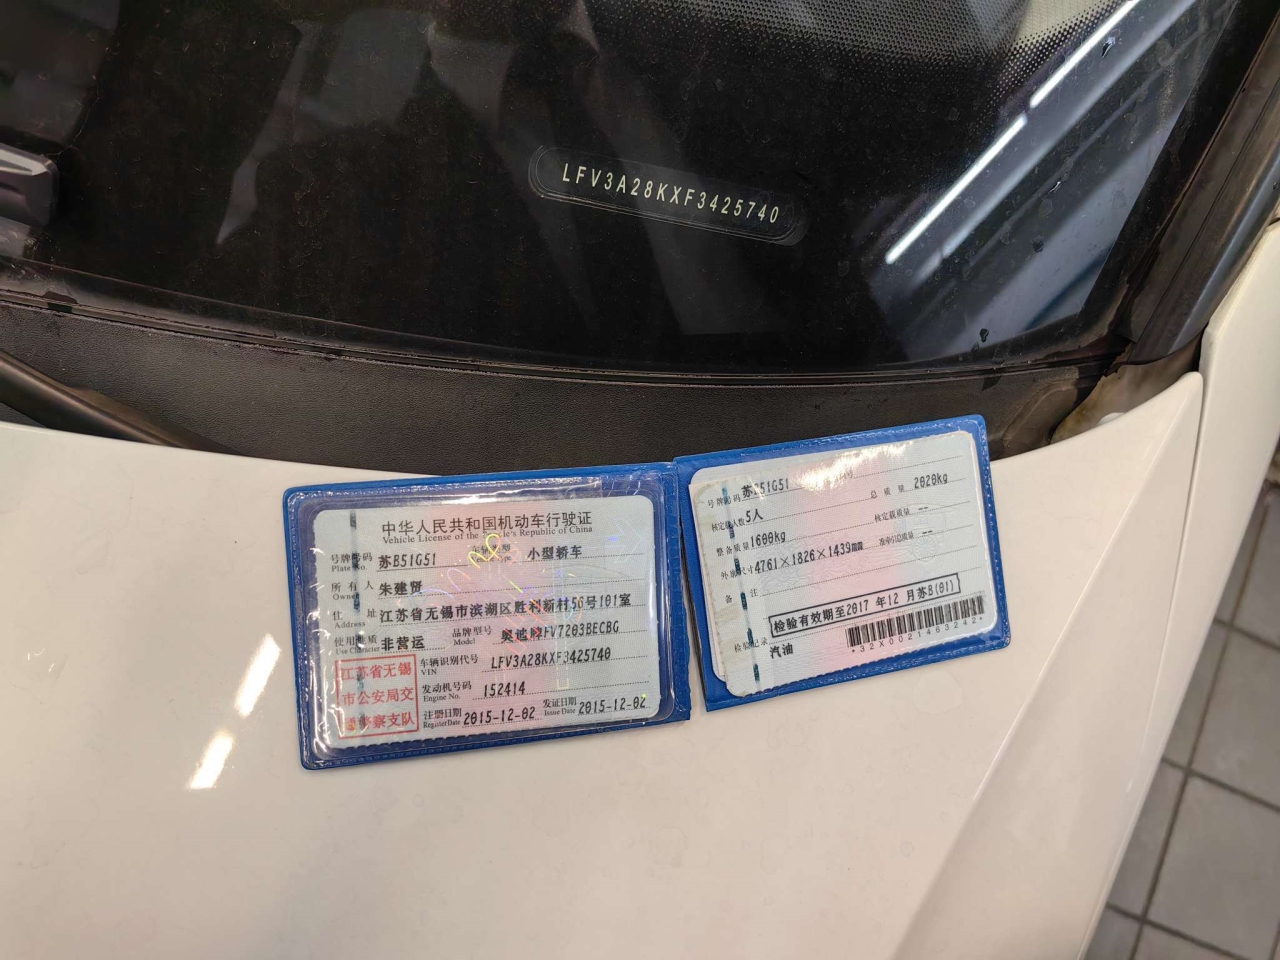 LFV3A28KXF3425740
中华人民共和国机动车行驶证
Vehicle License of the People's Republic of China
号牌号码 苏B51G51 小型轿车
Plate No.
所有人 朱建贤
Owner
住址 江苏省无锡市滨湖区胜利新村56号101室
Address
使用性质 非营运 品牌型号 奥迪牌FV7203BECBG
Use Character Model
江苏省无锡
市公安局交
警察支队
车辆识别代号 LFV3A28KXF3425740
VIN
发动机号码 152414
Engine No.
注册日期 2015-12-02 发证日期 2015-12-02
Register Date Issue Date
号牌号码 苏B51G51
核定载人数 5人 总质量 2020kg
整备质量 1600kg 核定载质量 --
外廓尺寸 4761×1826×1439mm 准牵引总质量 --
备注
检验有效期至2017 年12 月苏B(01)
检验记录
汽油
*32X0021463242*